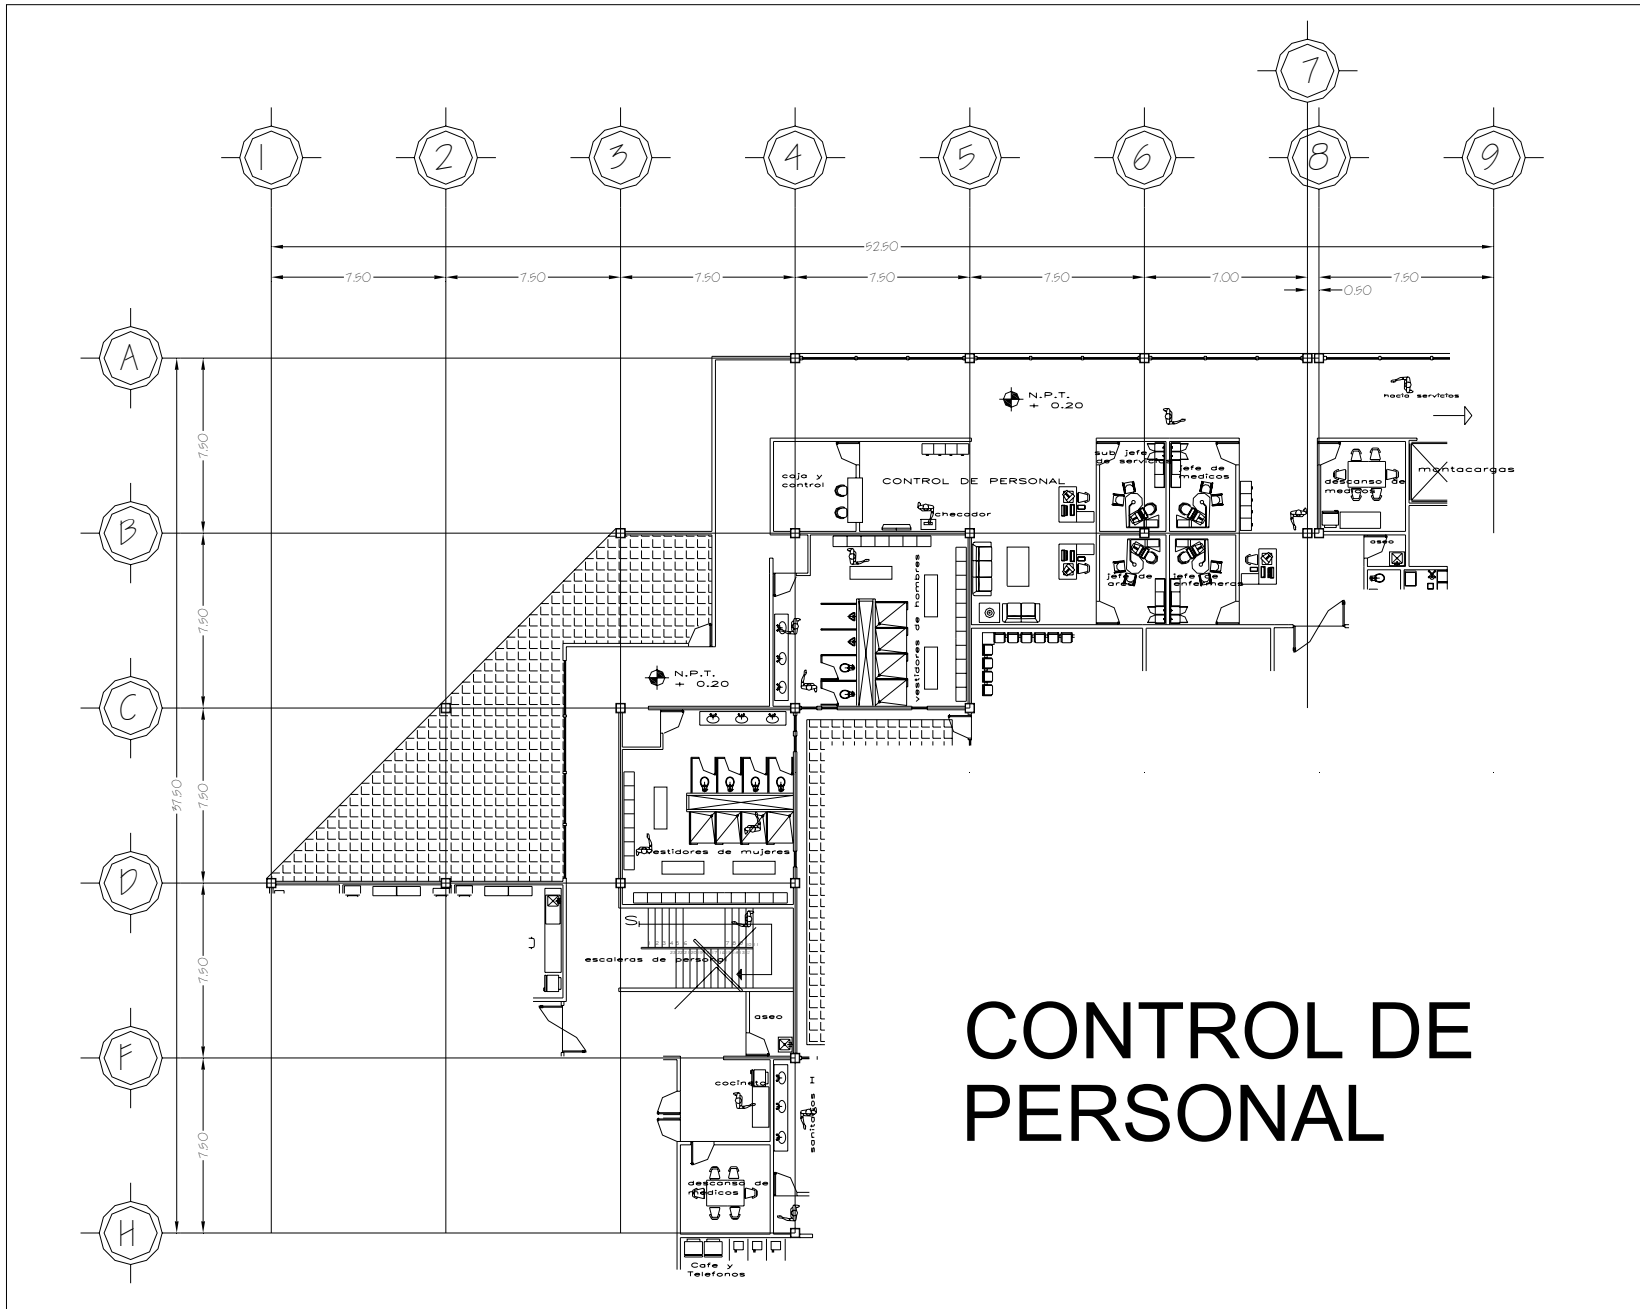 7
1 2 3 4 5 6 8 9
52.50
7.50 7.50 7.50 7.50 7.50 7.00 7.50
0.50
A
hacia servicios
N.P.T.
+ 0.20
7.50
sub jefe
de servicios
jefe de
medicos
montacargas
caja y
control
CONTROL DE PERSONAL
descanso de
medicos
checador
B
aseo
jefe de
area
jefe de
enfermeras
vestidores de hombres
7.50
N.P.T.
+ 0.20
C
37.50
7.50
vestidores de mujeres
D
S
escaleras de personal
7.50
aseo
CONTROL DE
PERSONAL
F
cocineta
sanitarios
7.50
descanso de
medicos
H
Cafe y
Telefonos